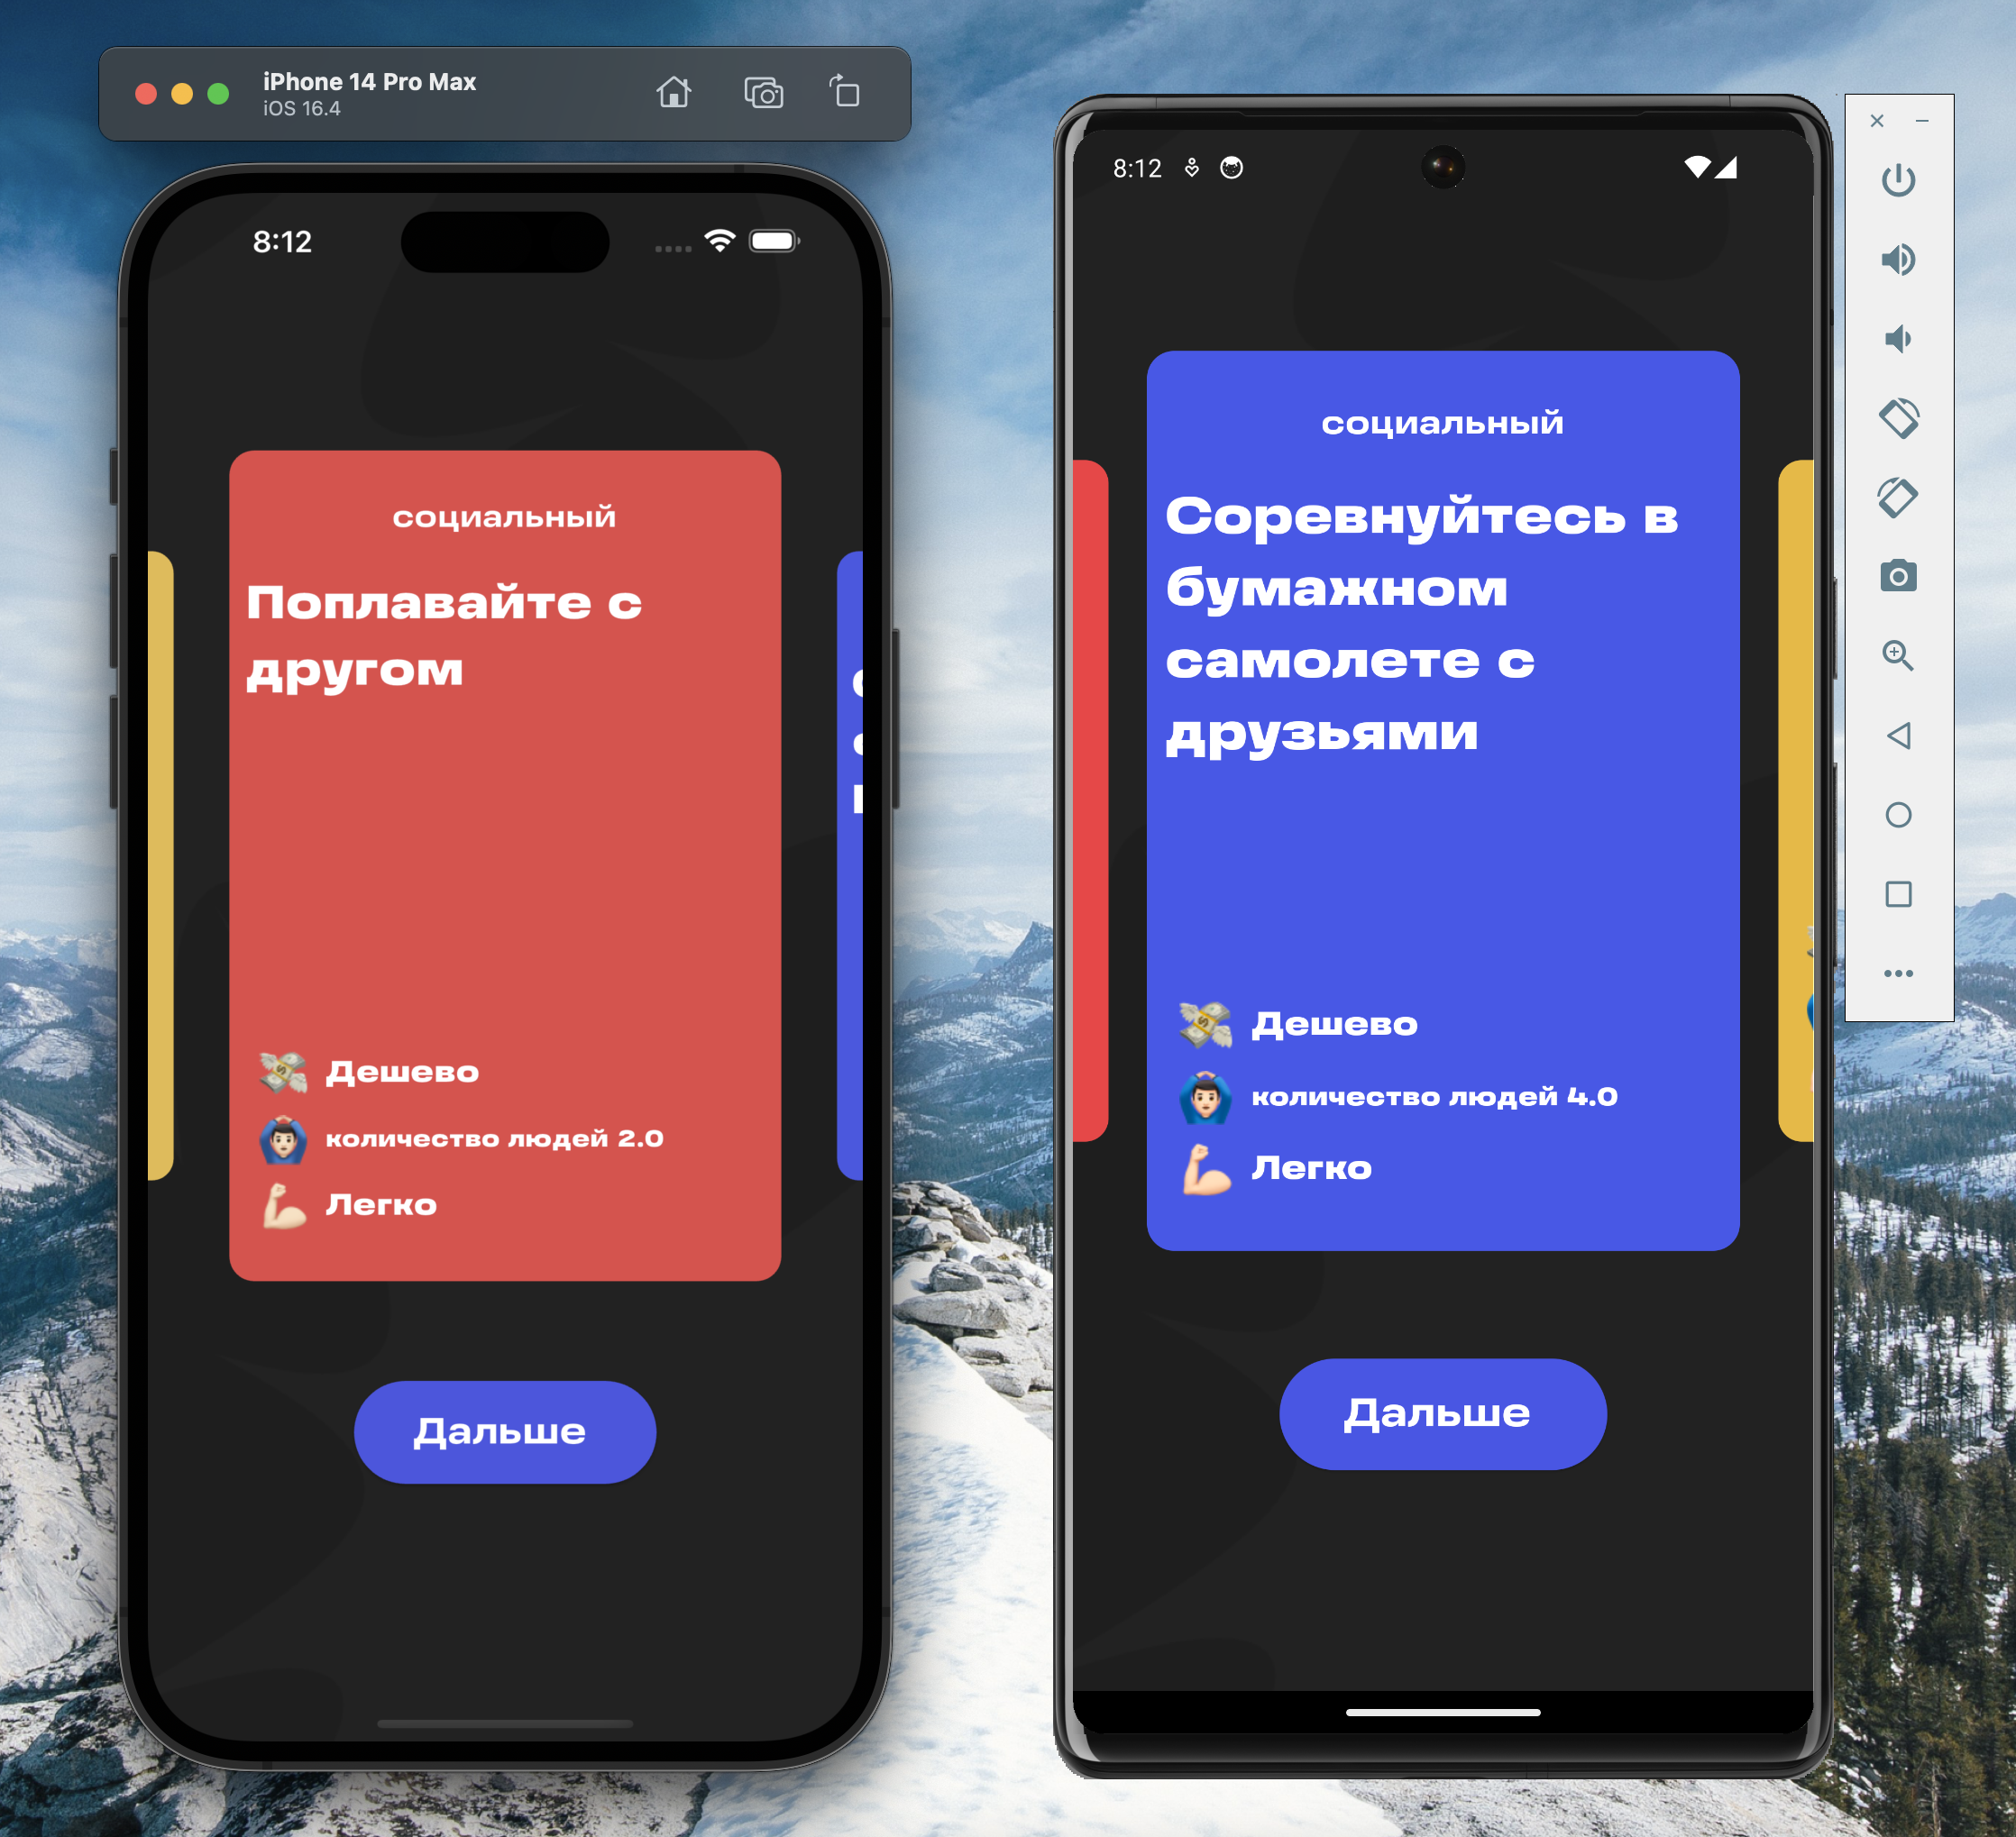 iPhone 14 Pro Max
iOS 16.4
8:12
социальный
Поплавайте с
другом
Дешево
количество людей 2.0
Легко
Дальше
8:12
социальный
Соревнуйтесь в
бумажном
самолете с
друзьями
Дешево
количество людей 4.0
Легко
Дальше